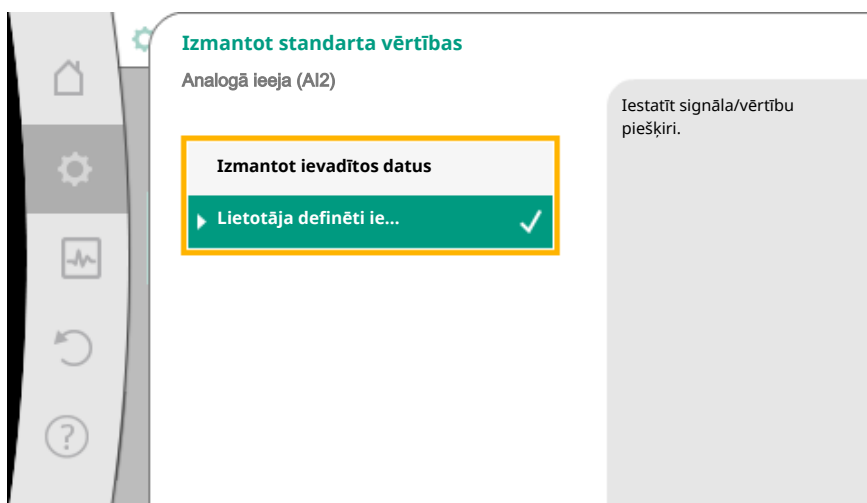 Izmantot standarta vērtības
Analogā ieeja (AI2)
Iestatīt signāla/vērtību
piešķiri.
Izmantot ievadītos datus
Lietotāja definēti ie...
?